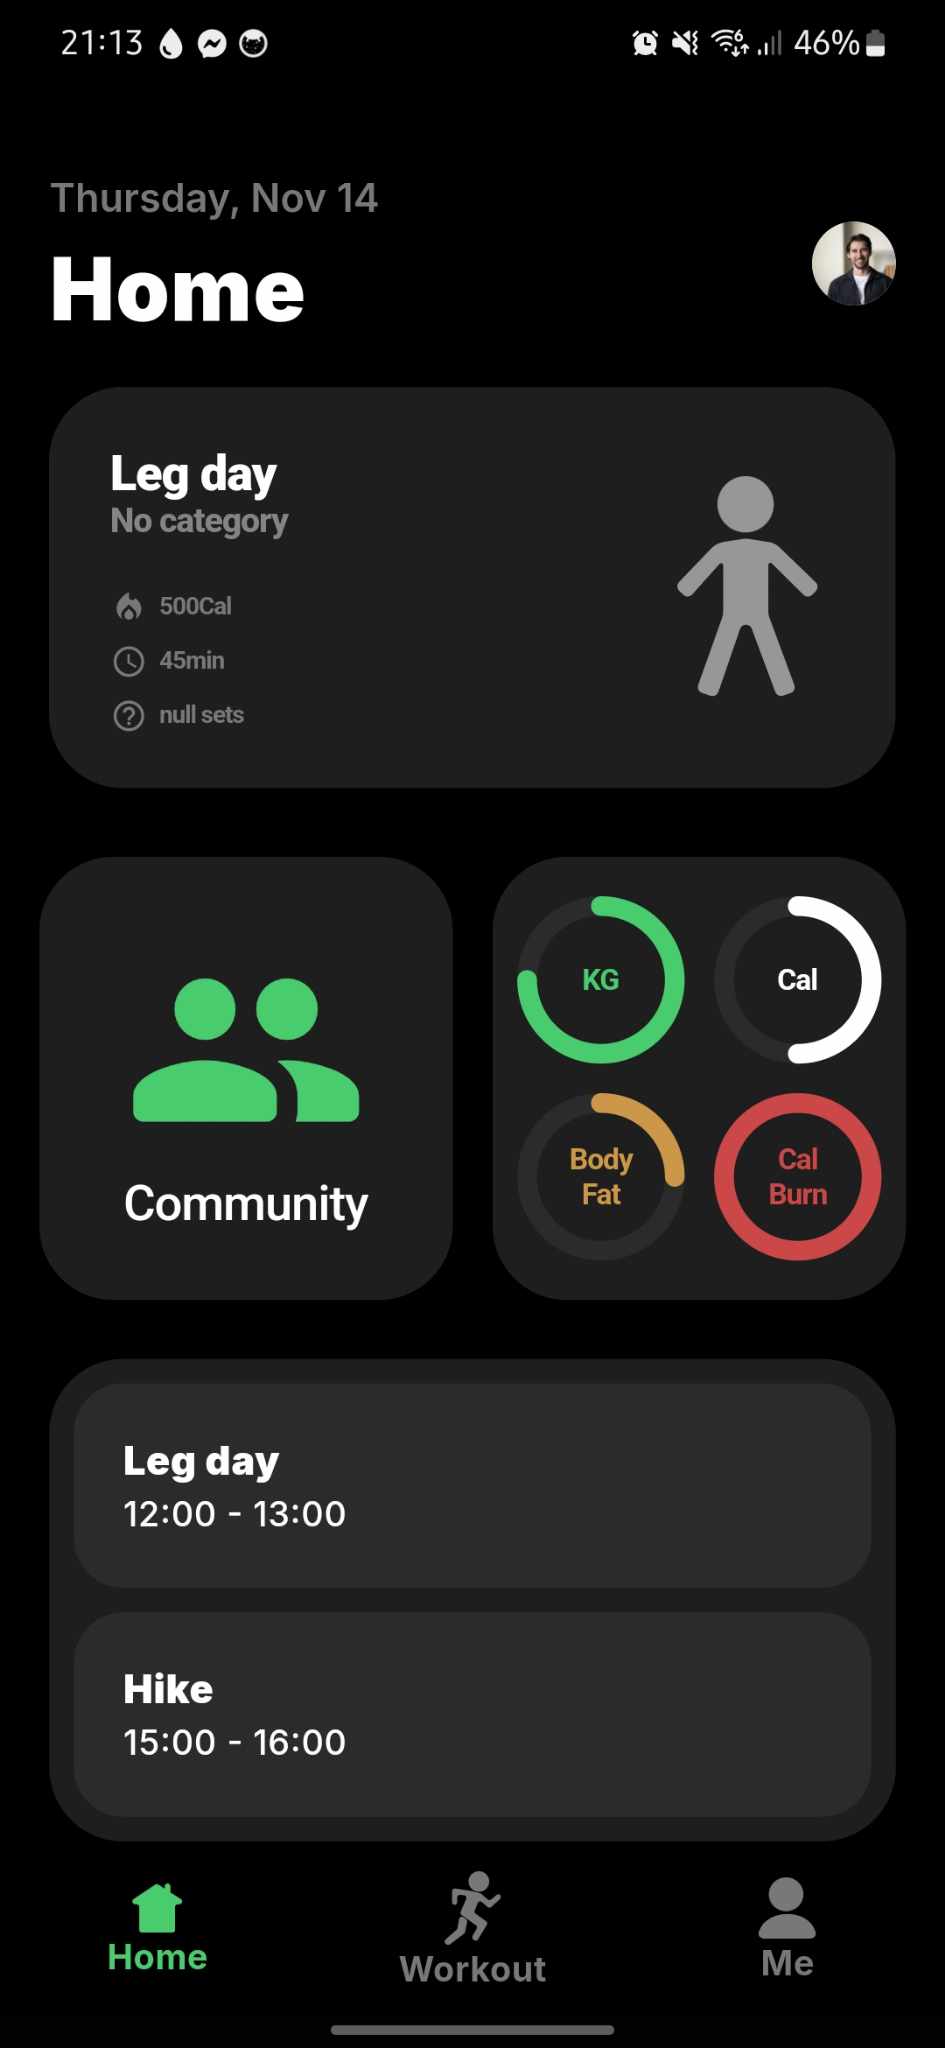 21:13
46%
Thursday, Nov 14
Home
Leg day
No category
500Cal
45min
null sets
Community
KG
Cal
Body
Fat
Cal
Burn
Leg day
12:00 - 13:00
Hike
15:00 - 16:00
Home
Workout
Me